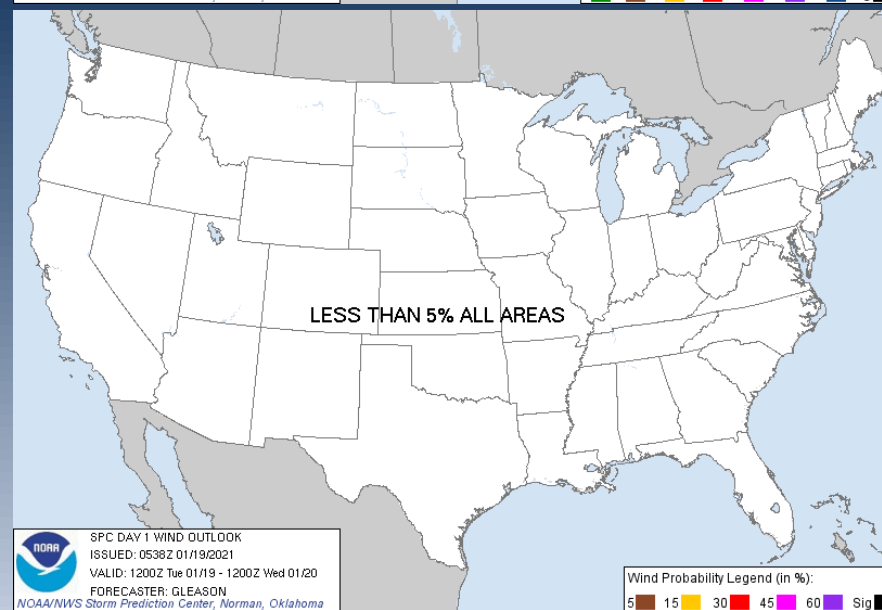 LESS THAN 5% ALL AREAS
NOAA
SPC DAY 1 WIND OUTLOOK
ISSUED: 0538Z 01/19/2021
VALID: 1200Z Tue 01/19 - 1200Z Wed 01/20
FORECASTER: GLEASON
NOAA/NWS Storm Prediction Center, Norman, Oklahoma
Wind Probability Legend (in %):
5 15 30 45 60 Sig